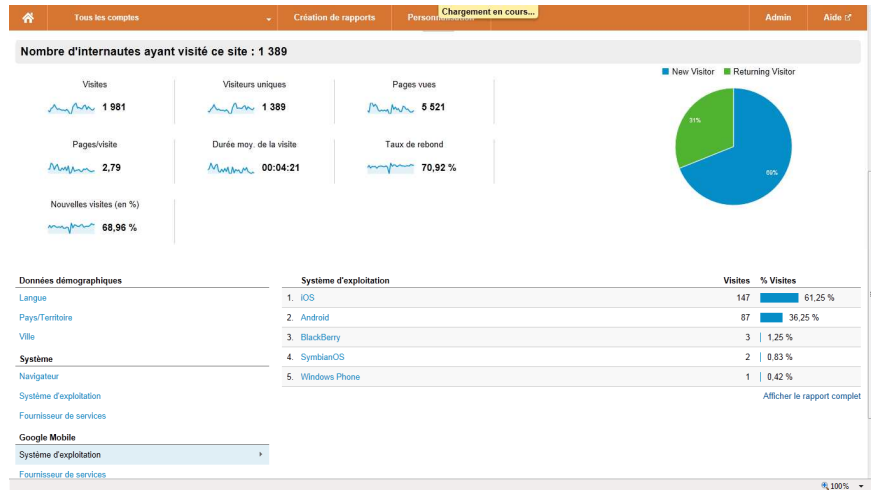 Tous les comptes Création de rapports Personnalisation Chargement en cours... Admin Aide
Nombre d'internautes ayant visité ce site : 1 389
Visites
1 981
Visiteurs uniques
1 389
Pages vues
5 521
Pages/visite
2,79
Durée moy. de la visite
00:04:21
Taux de rebond
70,92 %
Nouvelles visites (en %)
68,96 %
New Visitor Returning Visitor
31%
69%
Données démographiques
Langue
Pays/Territoire
Ville
Système
Navigateur
Système d'exploitation
Fournisseur de services
Google Mobile
Système d'exploitation
Fournisseur de services
Système d'exploitation Visites % Visites
1. iOS 147 61,25 %
2. Android 87 36,25 %
3. BlackBerry 3 1,25 %
4. SymbianOS 2 0,83 %
5. Windows Phone 1 0,42 %
Afficher le rapport complet
100%